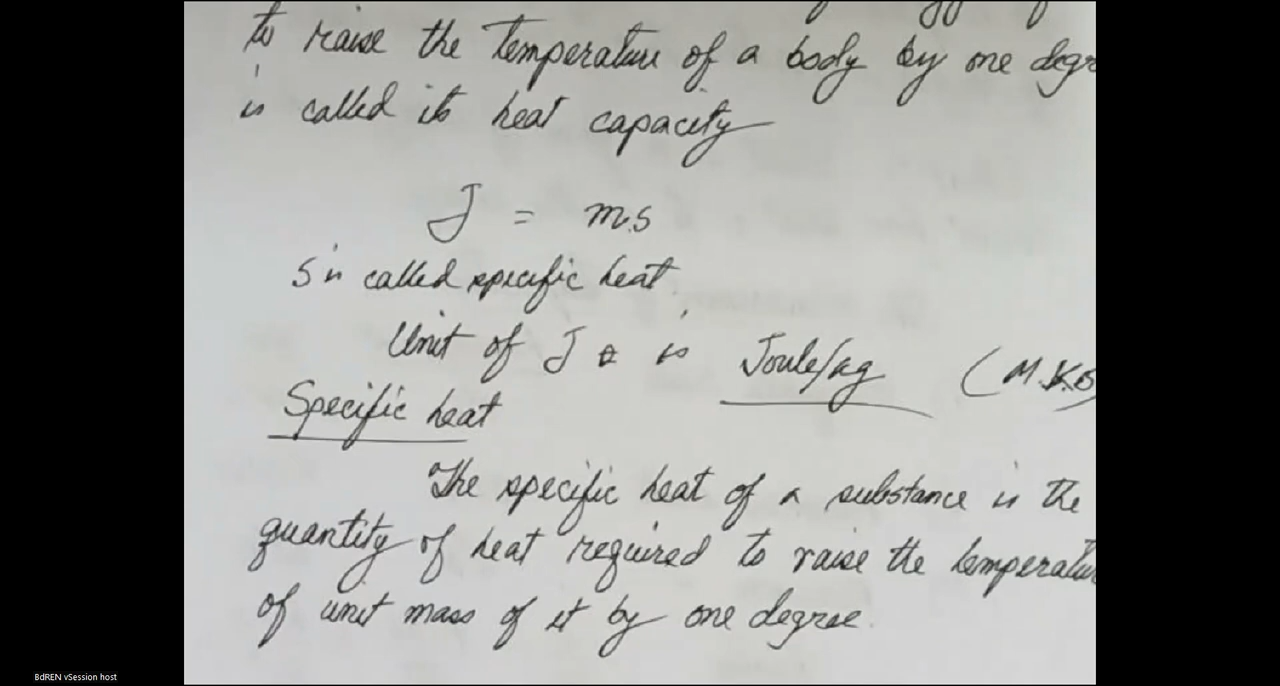 to raise the temperature of a body by one degr
is called its heat capacity
J = m.s
S is called specific heat.
Unit of J is Joule/kg (M.K.S
Specific heat
The specific heat of a substance is the
quantity of heat required to raise the temperatur
of unit mass of it by one degree.
BdREN vSession host